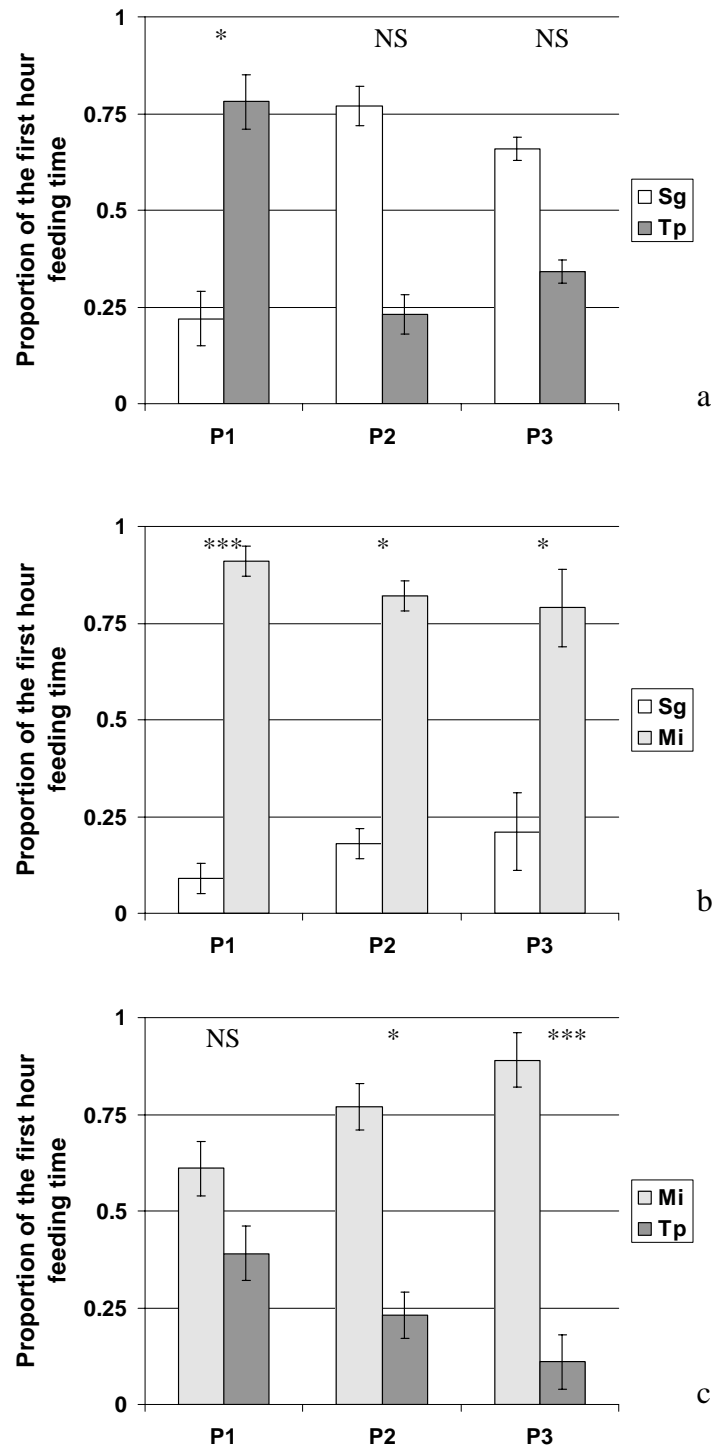 1
* NS NS
0.75
0.5
0.25
0
P1 P2 P3
Proportion of the first hour
feeding time
Sg
Tp
a
1
*** * *
0.75
0.5
0.25
0
P1 P2 P3
Proportion of the first hour
feeding time
Sg
Mi
b
1
NS * ***
0.75
0.5
0.25
0
P1 P2 P3
Proportion of the first hour
feeding time
Mi
Tp
c